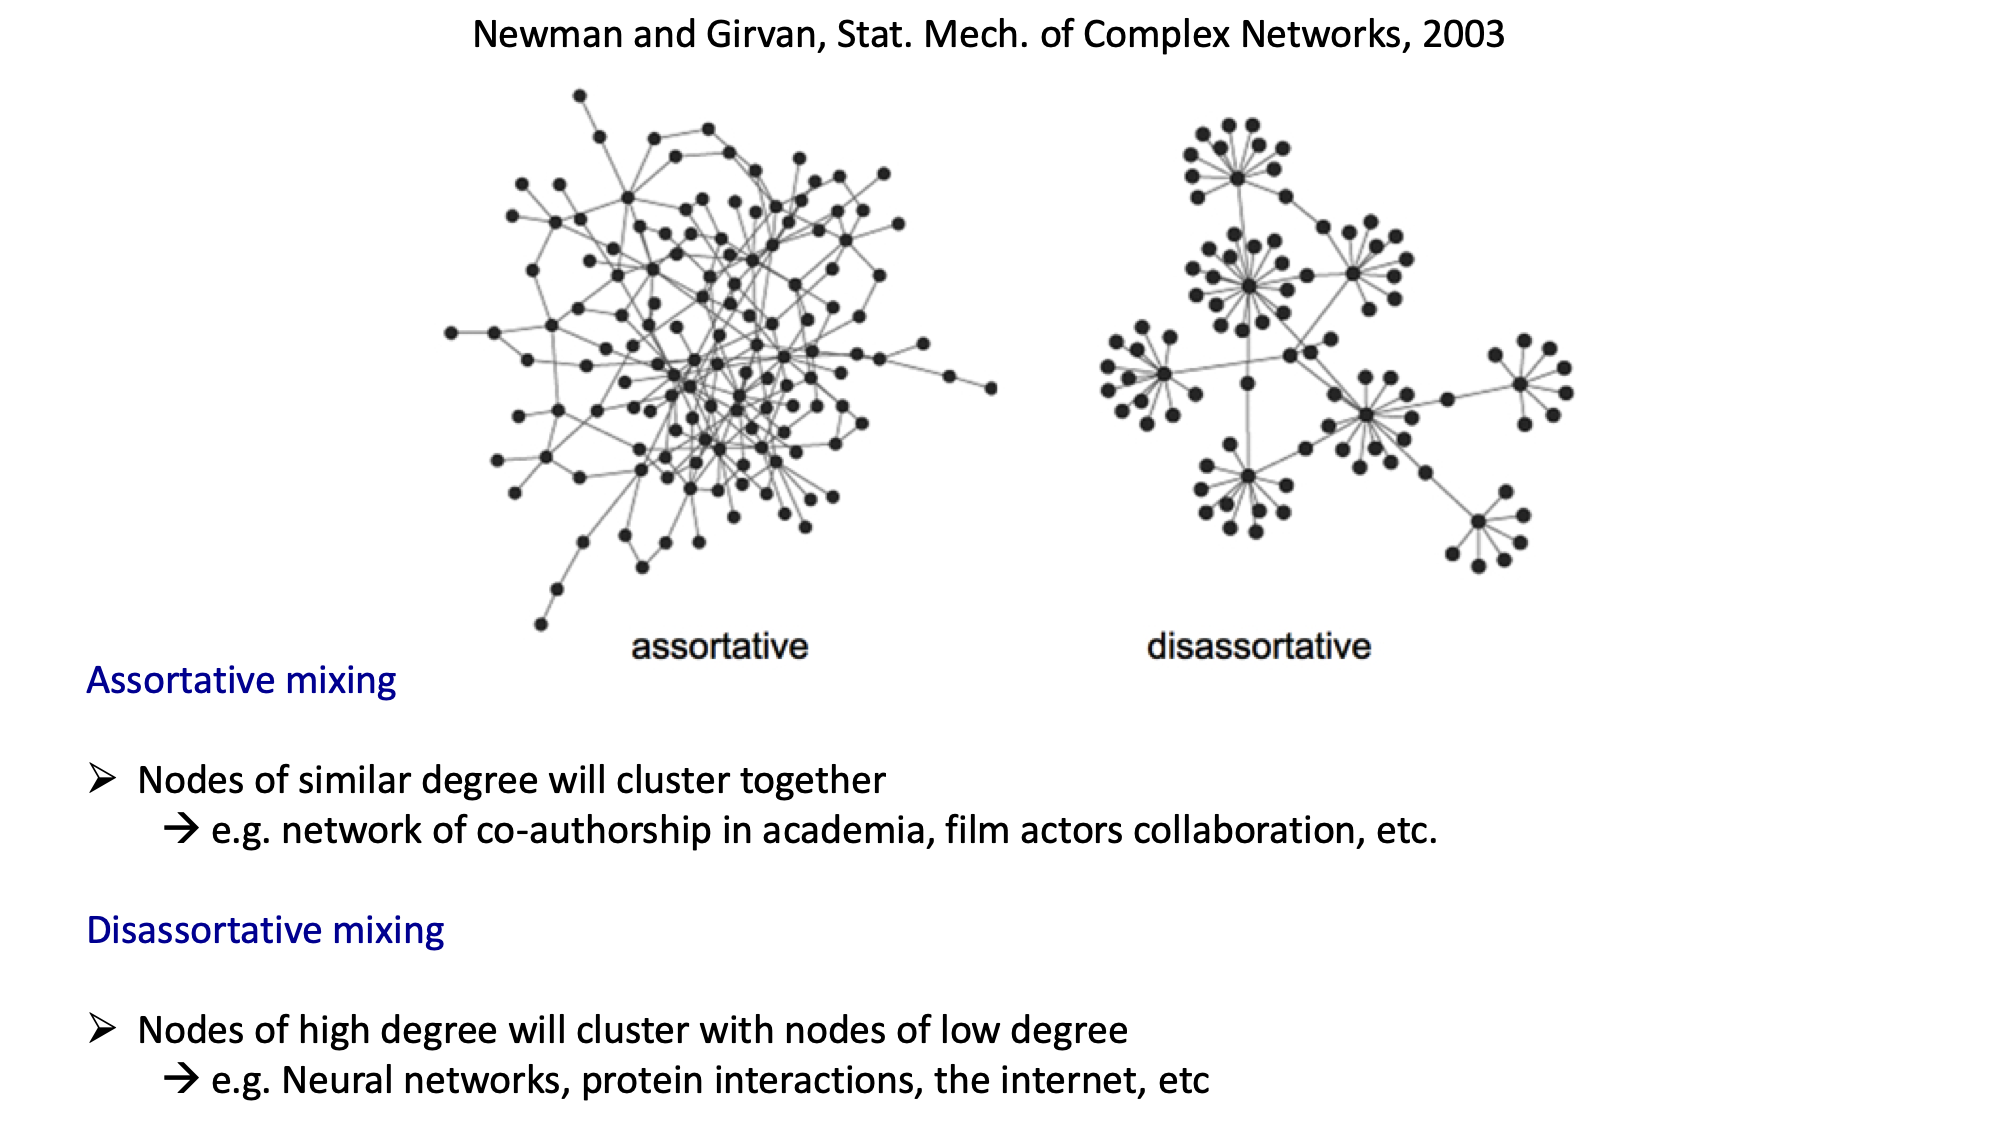 Newman and Girvan, Stat. Mech. of Complex Networks, 2003
assortative
disassortative
Assortative mixing
➢ Nodes of similar degree will cluster together
→ e.g. network of co-authorship in academia, film actors collaboration, etc.
Disassortative mixing
➢ Nodes of high degree will cluster with nodes of low degree
→ e.g. Neural networks, protein interactions, the internet, etc